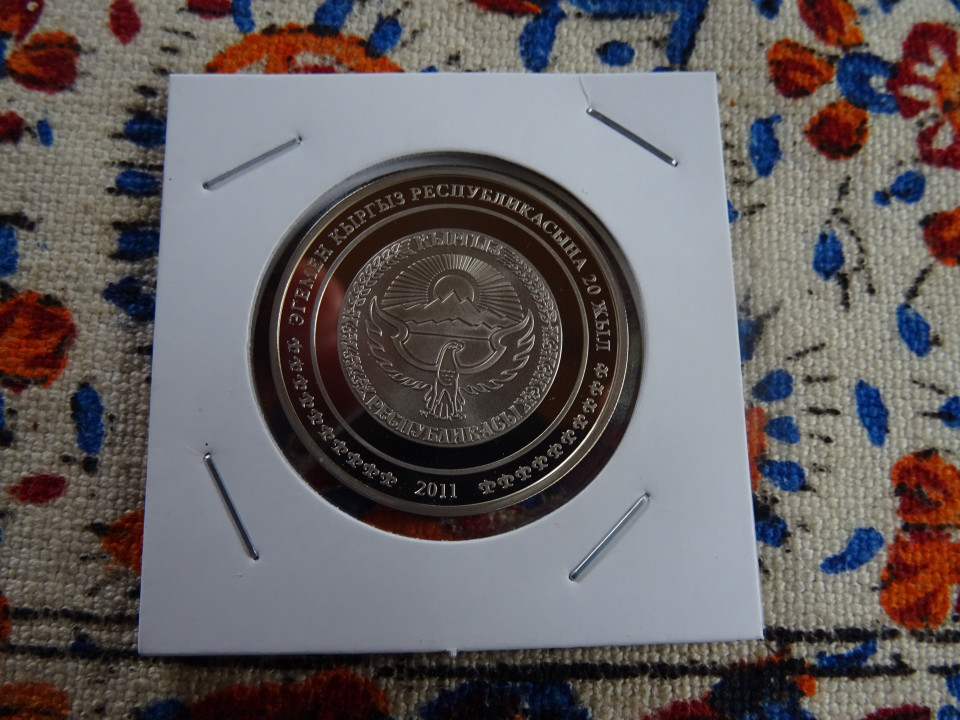 ЭГЕМЕН КЫРГЫЗ РЕСПУБЛИКАСЫНА 20 ЖЫЛ
КЫРГЫЗ
РЕСПУБЛИКАСЫ
2011